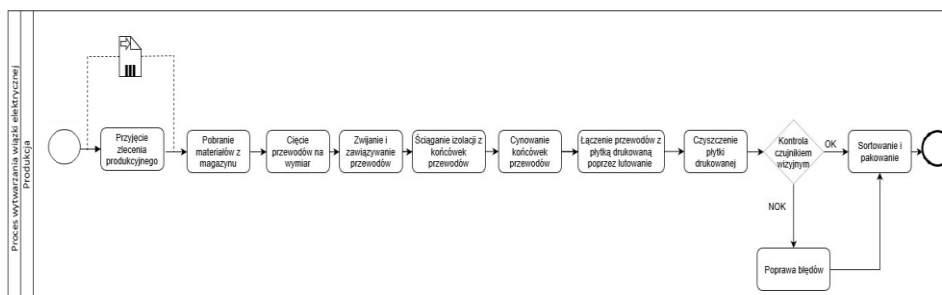 Proces wytwarzania wiązki elektrycznej
Produkcja
Przyjęcie
zlecenia
produkcyjnego
Pobranie
materiałów z
magazynu
Cięcie
przewodów na
wymiar
Zwijanie i
zawiązywanie
przewodów
Ściąganie izolacji z
końcówek
przewodów
Cynowanie
końcówek
przewodów
Łączenie przewodów z
płytką drukowaną
poprzez lutowanie
Czyszczenie
płytki
drukowanej
Kontrola
czujnikiem
wizyjnym
OK
Sortowanie i
pakowanie
NOK
Poprawa błędów